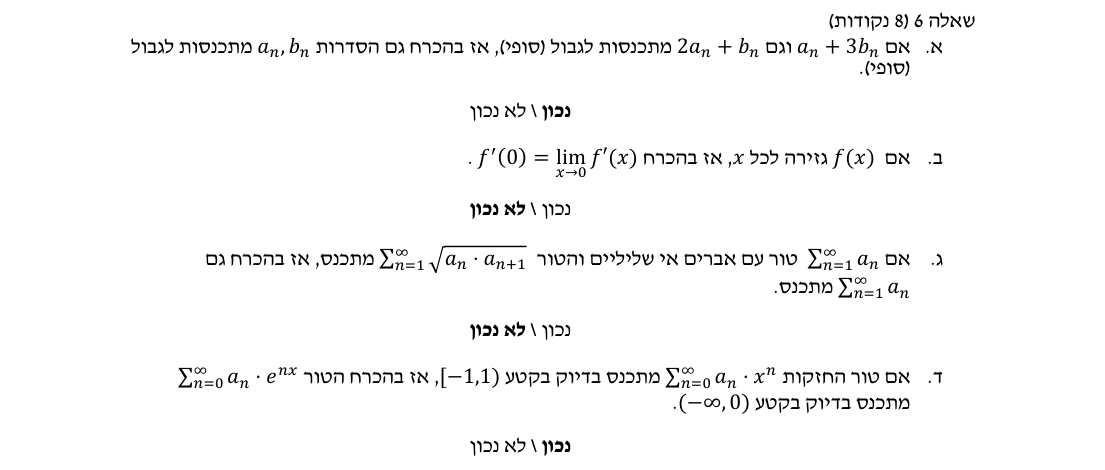 שאלה 6 (8 נקודות)
א. אם $a_n + 3b_n$ וגם $2a_n + b_n$ מתכנסות לגבול (סופי), אז בהכרח גם הסדרות $a_n, b_n$ מתכנסות לגבול
(סופי).
נכון \ לא נכון
ב. אם $f(x)$ גזירה לכל $x$, אז בהכרח $f'(0) = \lim_{x \to 0} f'(x)$ .
נכון \ לא נכון
ג. אם $\sum_{n=1}^{\infty} a_n$ טור עם אברים אי שליליים והטור $\sum_{n=1}^{\infty} \sqrt{a_n \cdot a_{n+1}}$ מתכנס, אז בהכרח גם
$\sum_{n=1}^{\infty} a_n$ מתכנס.
נכון \ לא נכון
ד. אם טור החזקות $\sum_{n=0}^{\infty} a_n \cdot x^n$ מתכנס בדיוק בקטע $[-1,1)$, אז בהכרח הטור $\sum_{n=0}^{\infty} a_n \cdot e^{nx}$
מתכנס בדיוק בקטע $(-\infty, 0)$.
נכון \ לא נכון